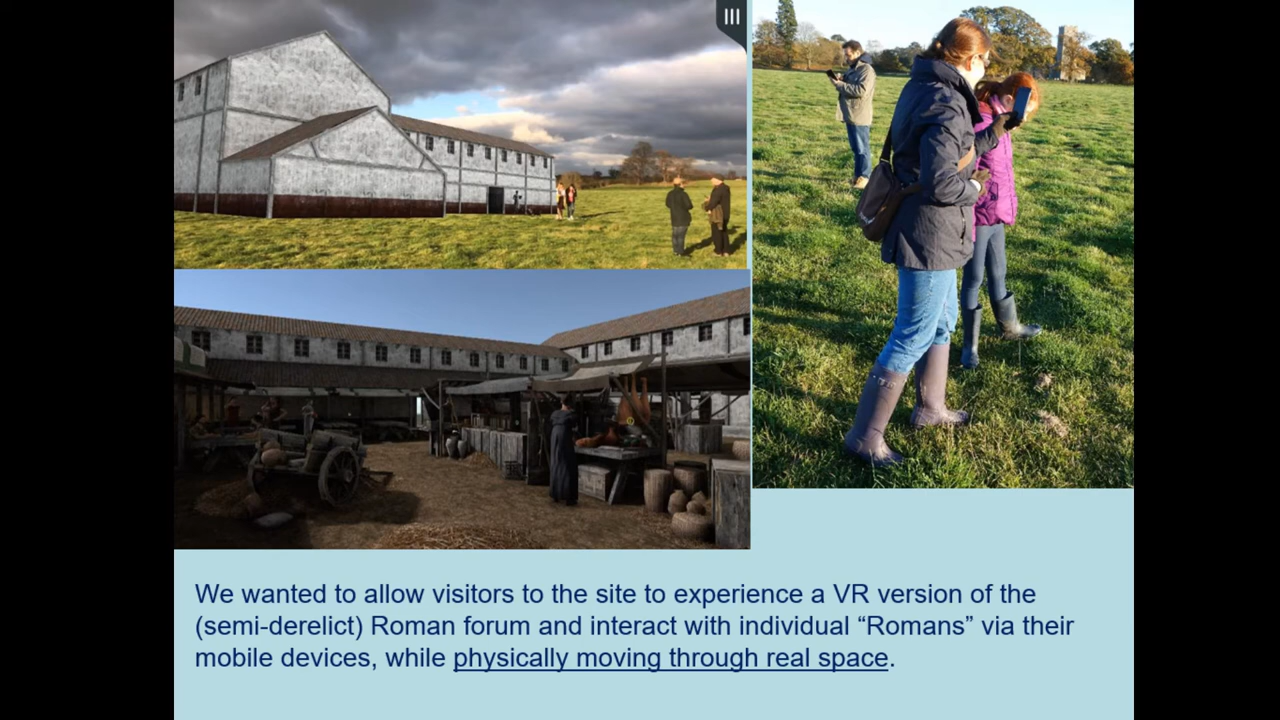 We wanted to allow visitors to the site to experience a VR version of the
(semi-derelict) Roman forum and interact with individual “Romans” via their
mobile devices, while physically moving through real space.